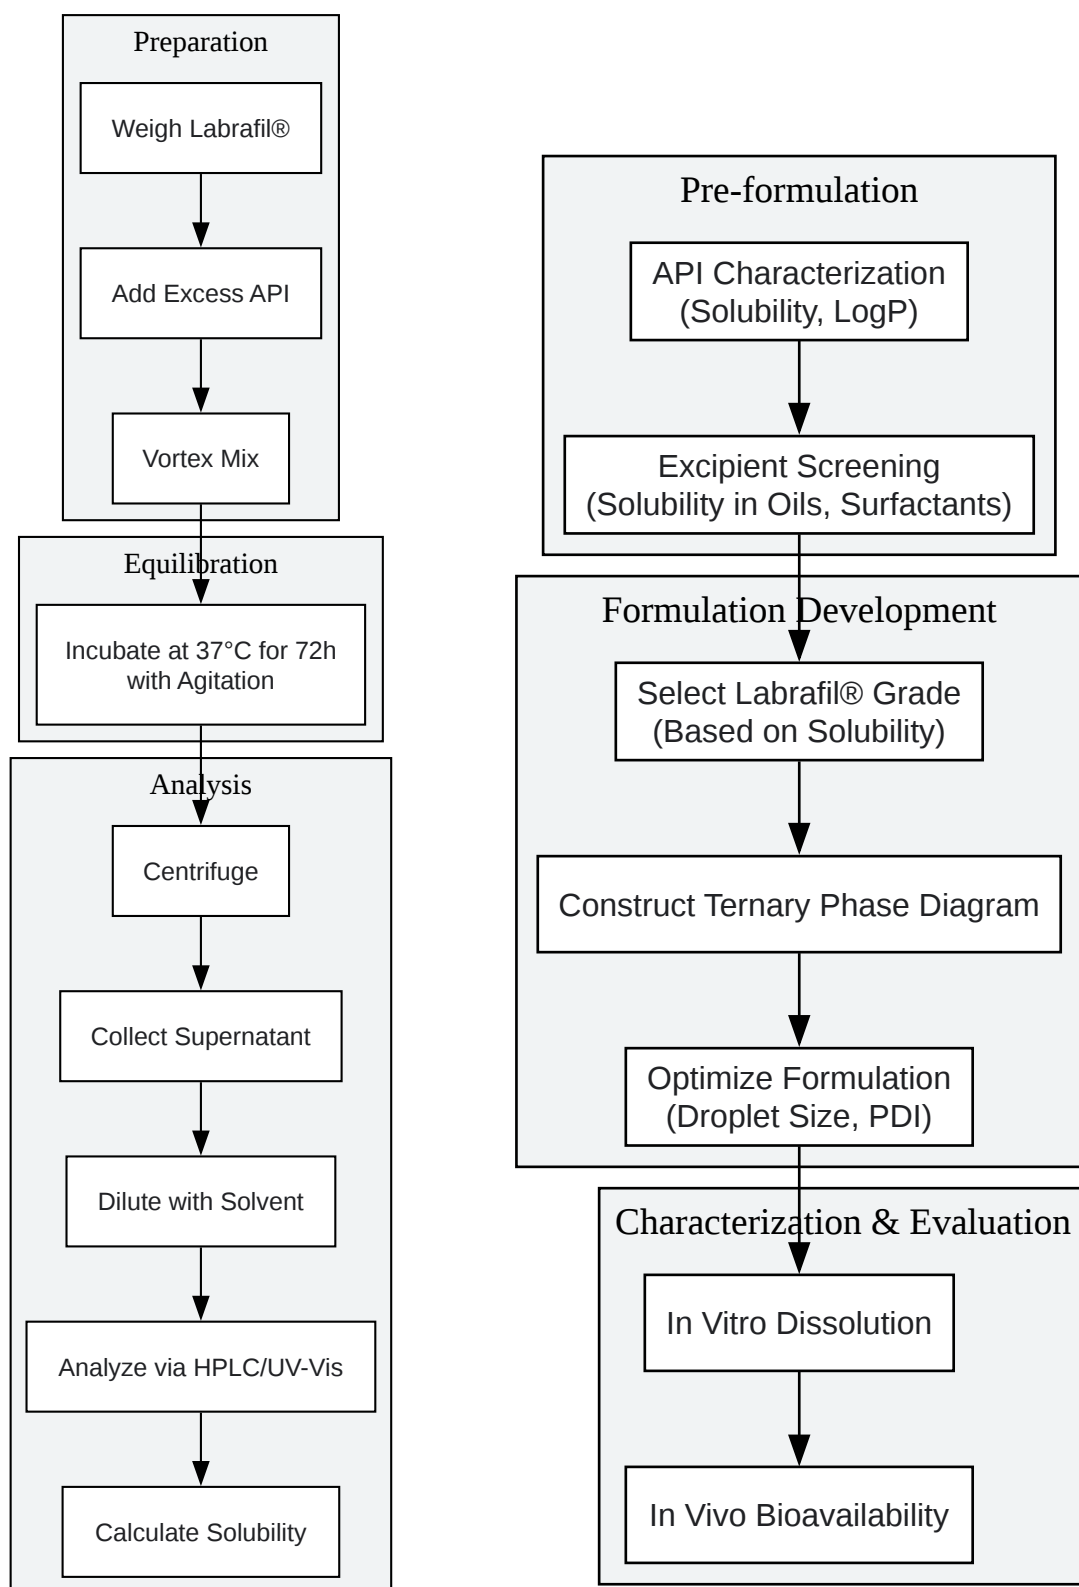 Preparation
Weigh Labrafil®
Add Excess API
Vortex Mix
Equilibration
Incubate at 37°C for 72h
with Agitation
Analysis
Centrifuge
Collect Supernatant
Dilute with Solvent
Analyze via HPLC/UV-Vis
Calculate Solubility
Pre-formulation
API Characterization
(Solubility, LogP)
Excipient Screening
(Solubility in Oils, Surfactants)
Formulation Development
Select Labrafil® Grade
(Based on Solubility)
Construct Ternary Phase Diagram
Optimize Formulation
(Droplet Size, PDI)
Characterization & Evaluation
In Vitro Dissolution
In Vivo Bioavailability